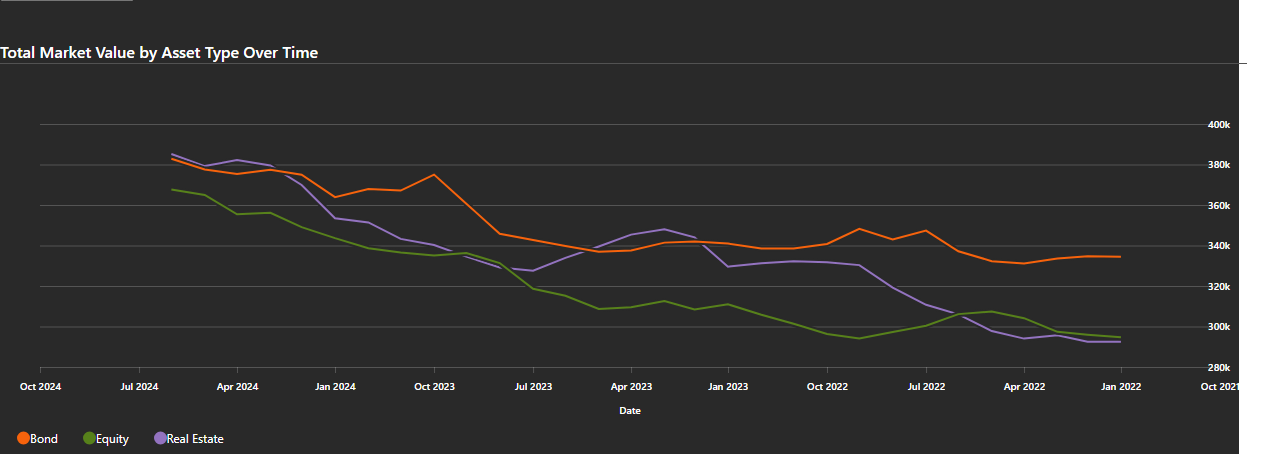 Total Market Value by Asset Type Over Time
400k
380k
360k
340k
320k
300k
280k
Oct 2024 Jul 2024 Apr 2024 Jan 2024 Oct 2023 Jul 2023 Apr 2023 Jan 2023 Oct 2022 Jul 2022 Apr 2022 Jan 2022 Oct 2021
Date
Bond Equity Real Estate